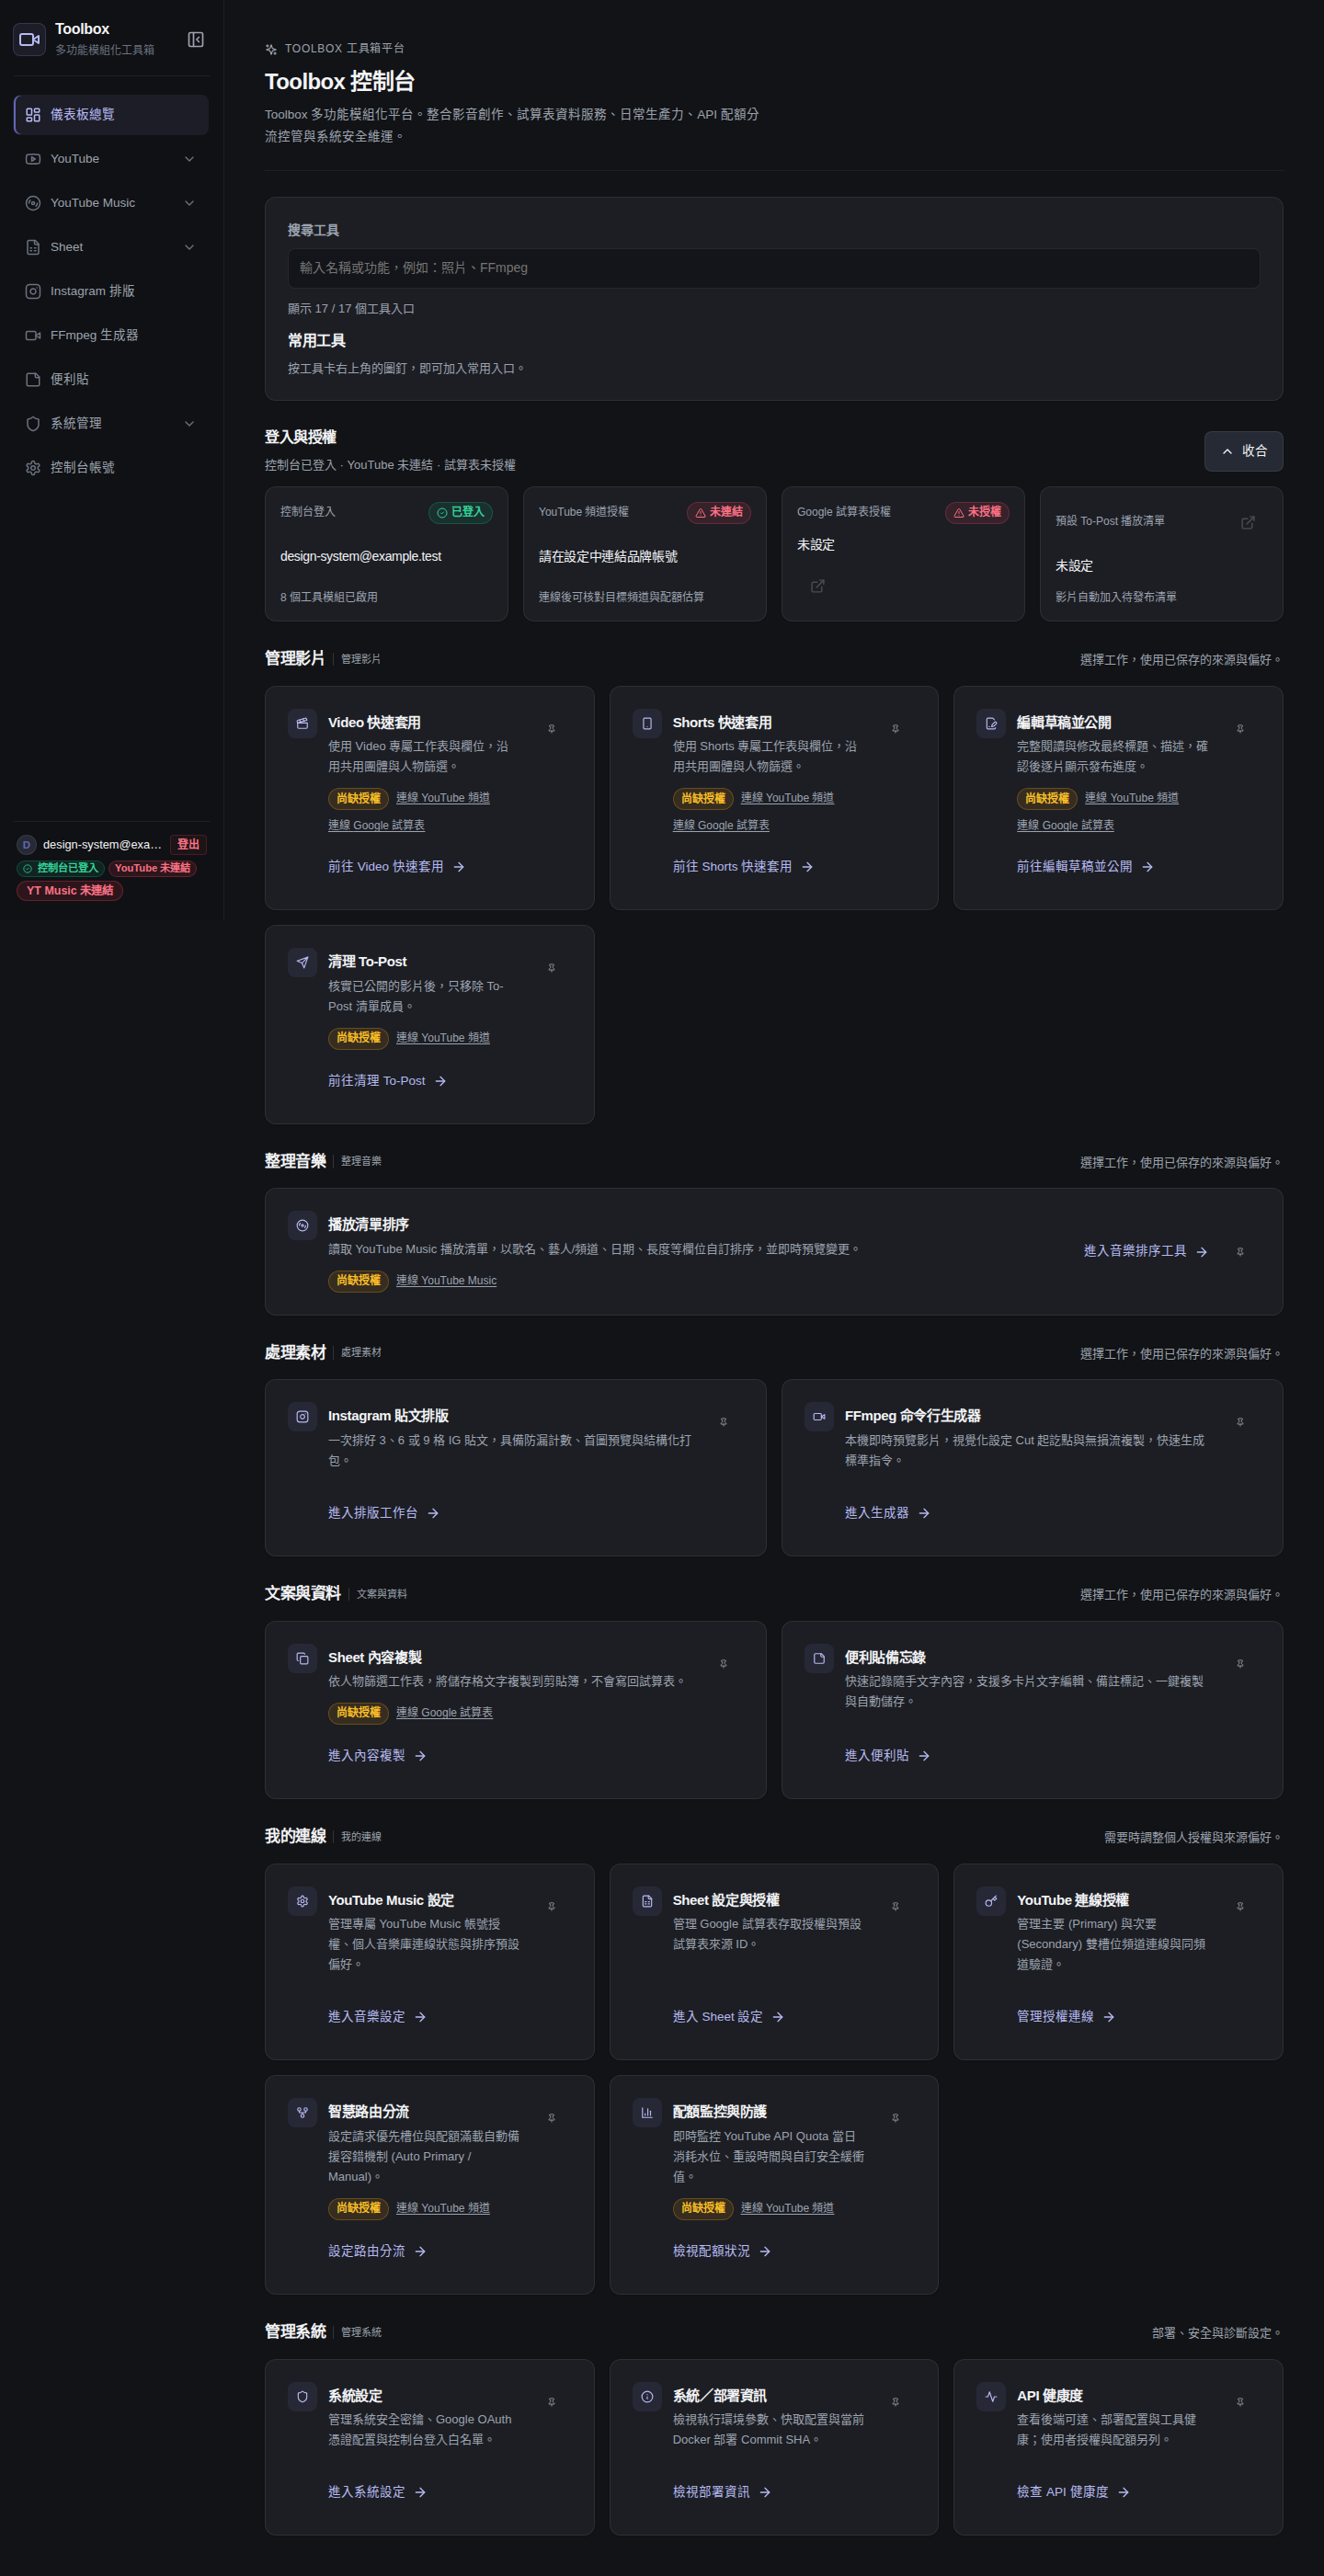 Toolbox
多功能模組化工具箱
儀表板總覽
YouTube
YouTube Music
Sheet
Instagram 排版
FFmpeg 生成器
便利貼
系統管理
控制台帳號
D design-system@exa... 登出
控制台已登入 YouTube 未連結
YT Music 未連結
TOOLBOX 工具箱平台
Toolbox 控制台
Toolbox 多功能模組化平台。整合影音創作、試算表資料服務、日常生產力、API 配額分
流控管與系統安全維運。
搜尋工具
輸入名稱或功能，例如：照片、FFmpeg
顯示 17 / 17 個工具入口
常用工具
按工具卡右上角的圖釘，即可加入常用入口。
登入與授權
控制台已登入 · YouTube 未連結 · 試算表未授權
收合
控制台登入 已登入
design-system@example.test
8 個工具模組已啟用
YouTube 頻道授權 未連結
請在設定中連結品牌帳號
連線後可核對目標頻道與配額估算
Google 試算表授權 未授權
未設定
預設 To-Post 播放清單
未設定
影片自動加入待發布清單
管理影片 管理影片
選擇工作，使用已保存的來源與偏好。
Video 快速套用
使用 Video 專屬工作表與欄位，沿
用共用團體與人物篩選。
尚缺授權 連線 YouTube 頻道
連線 Google 試算表
前往 Video 快速套用
Shorts 快速套用
使用 Shorts 專屬工作表與欄位，沿
用共用團體與人物篩選。
尚缺授權 連線 YouTube 頻道
連線 Google 試算表
前往 Shorts 快速套用
編輯草稿並公開
完整閱讀與修改最終標題、描述，確
認後逐片顯示發布進度。
尚缺授權 連線 YouTube 頻道
連線 Google 試算表
前往編輯草稿並公開
清理 To-Post
核實已公開的影片後，只移除 To-
Post 清單成員。
尚缺授權 連線 YouTube 頻道
前往清理 To-Post
整理音樂 整理音樂
選擇工作，使用已保存的來源與偏好。
播放清單排序
讀取 YouTube Music 播放清單，以歌名、藝人/頻道、日期、長度等欄位自訂排序，並即時預覽變更。
尚缺授權 連線 YouTube Music
進入音樂排序工具
處理素材 處理素材
選擇工作，使用已保存的來源與偏好。
Instagram 貼文排版
一次排好 3、6 或 9 格 IG 貼文，具備防漏計數、首圖預覽與結構化打
包。
進入排版工作台
FFmpeg 命令行生成器
本機即時預覽影片，視覺化設定 Cut 起訖點與無損流複製，快速生成
標準指令。
進入生成器
文案與資料 文案與資料
選擇工作，使用已保存的來源與偏好。
Sheet 內容複製
依人物篩選工作表，將儲存格文字複製到剪貼簿，不會寫回試算表。
尚缺授權 連線 Google 試算表
進入內容複製
便利貼備忘錄
快速記錄隨手文字內容，支援多卡片文字編輯、備註標記、一鍵複製
與自動儲存。
進入便利貼
我的連線 我的連線
需要時調整個人授權與來源偏好。
YouTube Music 設定
管理專屬 YouTube Music 帳號授
權、個人音樂庫連線狀態與排序預設
偏好。
進入音樂設定
Sheet 設定與授權
管理 Google 試算表存取授權與預設
試算表來源 ID。
進入 Sheet 設定
YouTube 連線授權
管理主要 (Primary) 與次要
(Secondary) 雙槽位頻道連線與同頻
道驗證。
管理授權連線
智慧路由分流
設定請求優先槽位與配額滿載自動備
援容錯機制 (Auto Primary /
Manual)。
尚缺授權 連線 YouTube 頻道
設定路由分流
配額監控與防護
即時監控 YouTube API Quota 當日
消耗水位、重設時間與自訂安全緩衝
值。
尚缺授權 連線 YouTube 頻道
檢視配額狀況
管理系統 管理系統
部署、安全與診斷設定。
系統設定
管理系統安全密鑰、Google OAuth
憑證配置與控制台登入白名單。
進入系統設定
系統／部署資訊
檢視執行環境參數、快取配置與當前
Docker 部署 Commit SHA。
檢視部署資訊
API 健康度
查看後端可達、部署配置與工具健
康；使用者授權與配額另列。
檢查 API 健康度